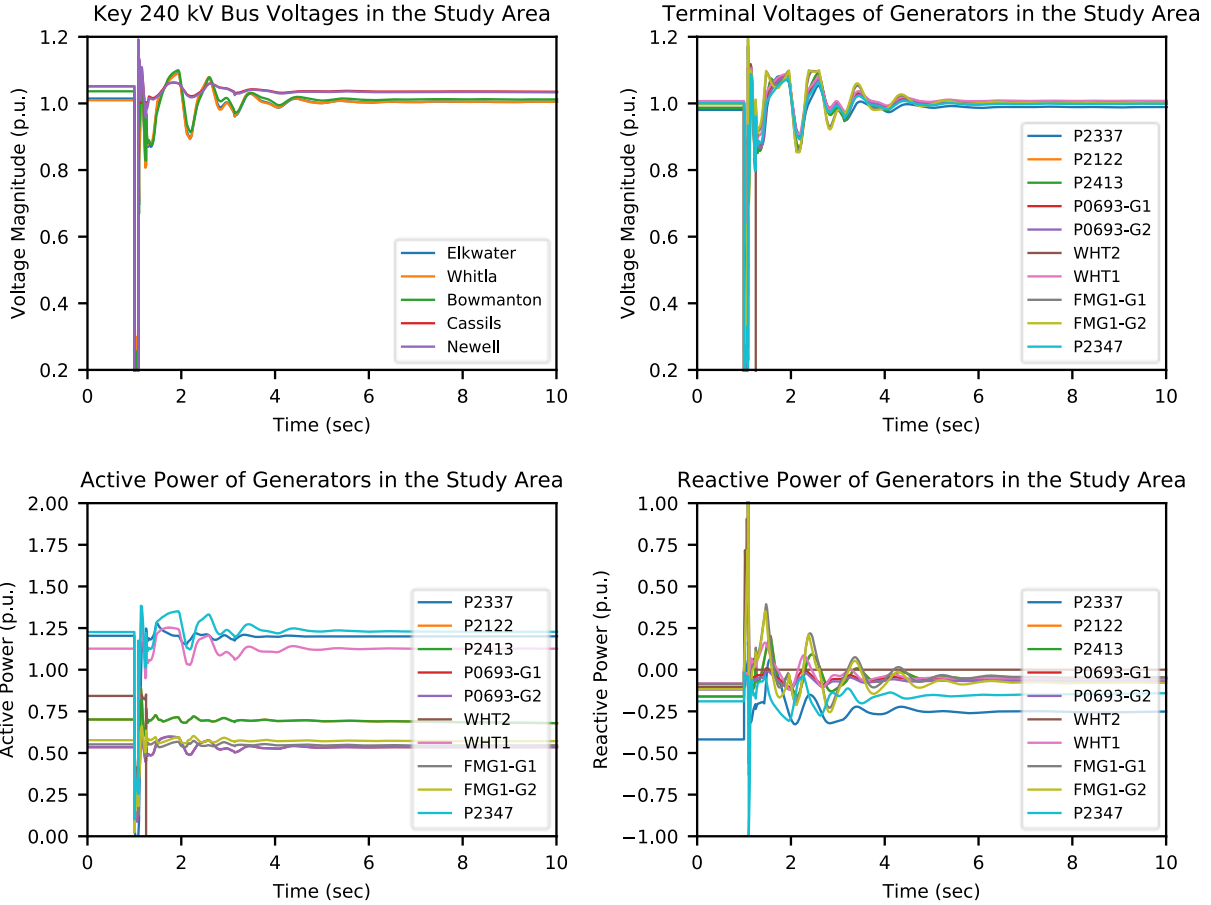 Key 240 kV Bus Voltages in the Study Area
Voltage Magnitude (p.u.)
1.2
1.0
0.8
0.6
0.4
0.2
Elkwater
Whitla
Bowmanton
Cassils
Newell
0 2 4 6 8 10
Time (sec)
Terminal Voltages of Generators in the Study Area
Voltage Magnitude (p.u.)
1.2
1.0
0.8
0.6
0.4
0.2
P2337
P2122
P2413
P0693-G1
P0693-G2
WHT2
WHT1
FMG1-G1
FMG1-G2
P2347
0 2 4 6 8 10
Time (sec)
Active Power of Generators in the Study Area
Active Power (p.u.)
2.00
1.75
1.50
1.25
1.00
0.75
0.50
0.25
0.00
P2337
P2122
P2413
P0693-G1
P0693-G2
WHT2
WHT1
FMG1-G1
FMG1-G2
P2347
0 2 4 6 8 10
Time (sec)
Reactive Power of Generators in the Study Area
Reactive Power (p.u.)
1.00
0.75
0.50
0.25
0.00
−0.25
−0.50
−0.75
−1.00
P2337
P2122
P2413
P0693-G1
P0693-G2
WHT2
WHT1
FMG1-G1
FMG1-G2
P2347
0 2 4 6 8 10
Time (sec)